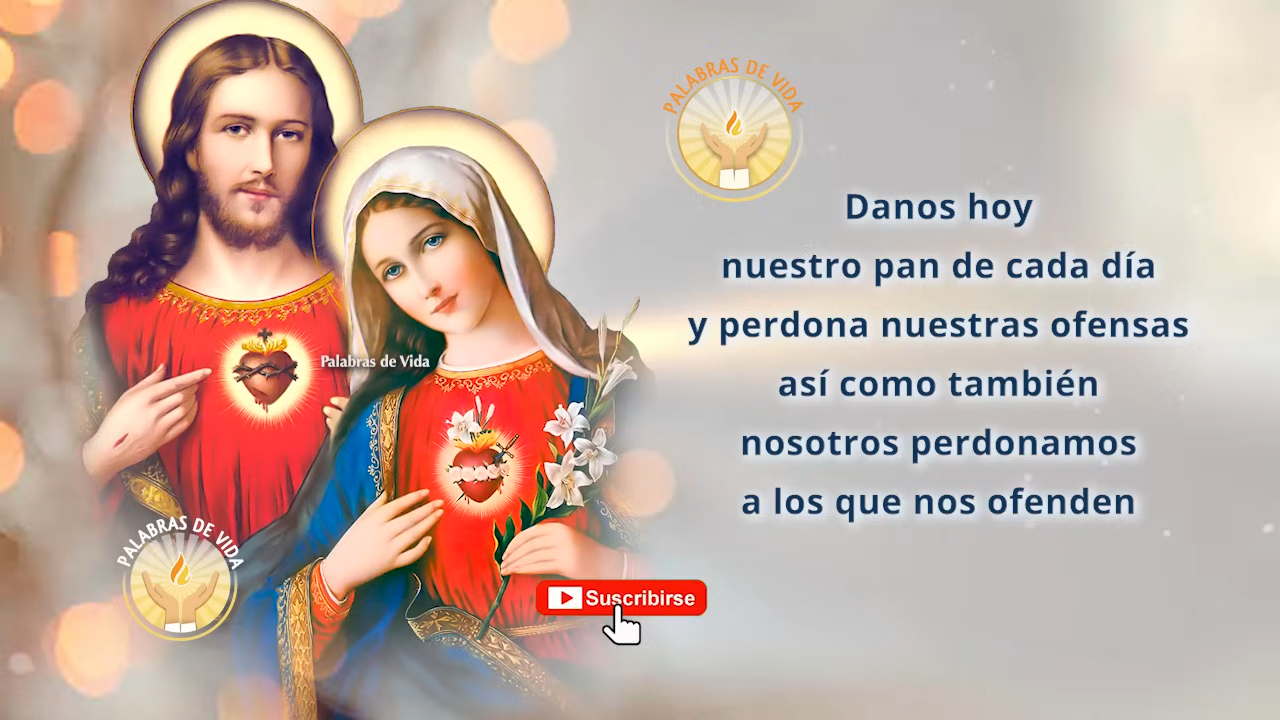 PALABRAS DE VIDA
Danos hoy
nuestro pan de cada día
y perdona nuestras ofensas
así como también
nosotros perdonamos
a los que nos ofenden
Palabras de Vida
PALABRAS DE VIDA
Suscribirse